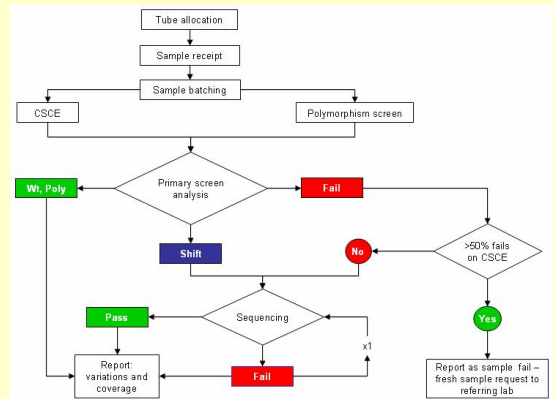 Tube allocation
Sample receipt
Sample batching
CSCE
Polymorphism screen
Primary screen
analysis
Wt, Poly
Fail
>50% fails
on CSCE
No
Shift
Yes
Sequencing
Pass
x1
Fail
Report:
variations and
coverage
Report as sample fail –
fresh sample request to
referring lab